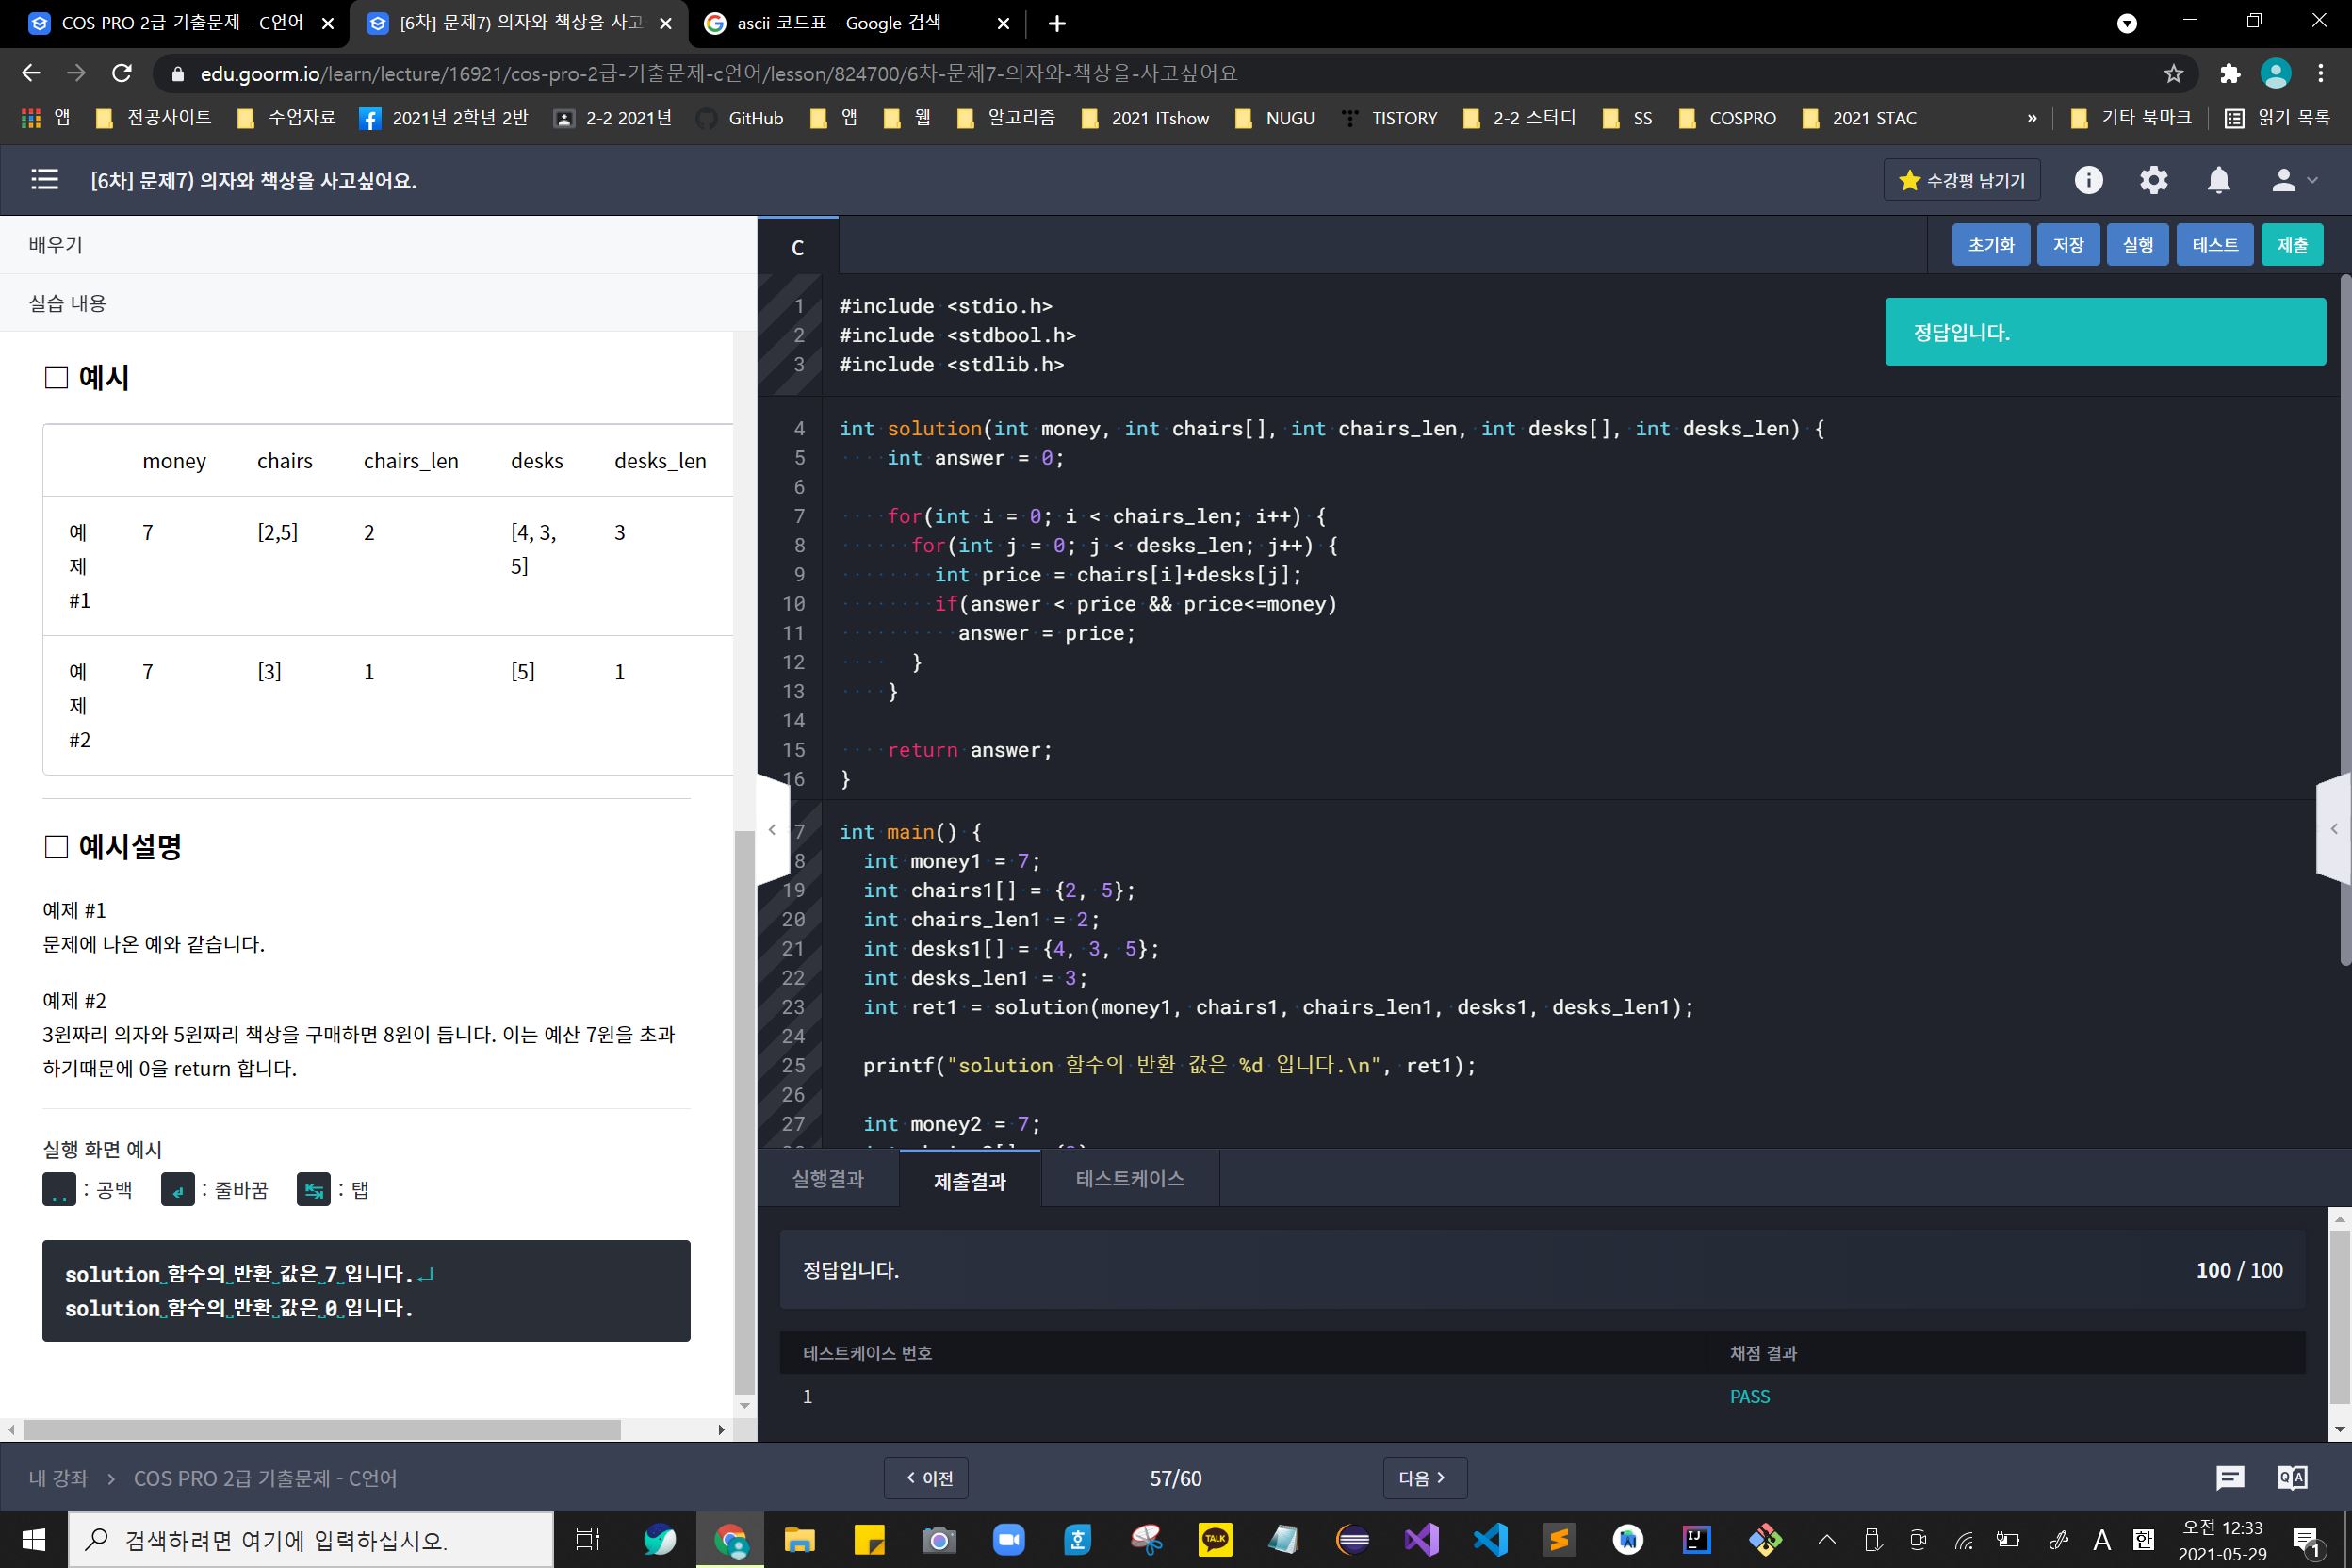 COS PRO 2급 기출문제 - C언어
[6차] 문제7) 의자와 책상을 사고
ascii 코드표 - Google 검색
edu.goorm.io/learn/lecture/16921/cos-pro-2급-기출문제-c언어/lesson/824700/6차-문제7-의자와-책상을-사고싶어요
앱 전공사이트 수업자료 2021년 2학년 2반 2-2 2021년 GitHub 앱 웹 알고리즘 2021 ITshow NUGU TISTORY 2-2 스터디 SS COSPRO 2021 STAC » 기타 북마크 읽기 목록
[6차] 문제7) 의자와 책상을 사고싶어요.
수강평 남기기
배우기
실습 내용
예시
money chairs chairs_len desks desks_len
예제 #1 7 [2,5] 2 [4, 3, 5] 3
예제 #2 7 [3] 1 [5] 1
예시설명
예제 #1
문제에 나온 예와 같습니다.
예제 #2
3원짜리 의자와 5원짜리 책상을 구매하면 8원이 듭니다. 이는 예산 7원을 초과
하기때문에 0을 return 합니다.
실행 화면 예시
: 공백 : 줄바꿈 : 탭
solution 함수의 반환 값은 7 입니다.
solution 함수의 반환 값은 0 입니다.
C
초기화 저장 실행 테스트 제출
정답입니다.
1 #include <stdio.h>
2 #include <stdbool.h>
3 #include <stdlib.h>
4 int solution(int money, int chairs[], int chairs_len, int desks[], int desks_len) {
5 int answer = 0;
6
7 for(int i = 0; i < chairs_len; i++) {
8 for(int j = 0; j < desks_len; j++) {
9 int price = chairs[i]+desks[j];
10 if(answer < price && price<=money)
11 answer = price;
12 }
13 }
14
15 return answer;
16 }
7 int main() {
8 int money1 = 7;
19 int chairs1[] = {2, 5};
20 int chairs_len1 = 2;
21 int desks1[] = {4, 3, 5};
22 int desks_len1 = 3;
23 int ret1 = solution(money1, chairs1, chairs_len1, desks1, desks_len1);
24
25 printf("solution 함수의 반환 값은 %d 입니다.\n", ret1);
26
27 int money2 = 7;
실행결과 제출결과 테스트케이스
정답입니다. 100 / 100
테스트케이스 번호 채점 결과
1 PASS
내 강좌 > COS PRO 2급 기출문제 - C언어
이전 57/60 다음
검색하려면 여기에 입력하십시오.
TALK
A 한
오전 12:33
2021-05-29
1